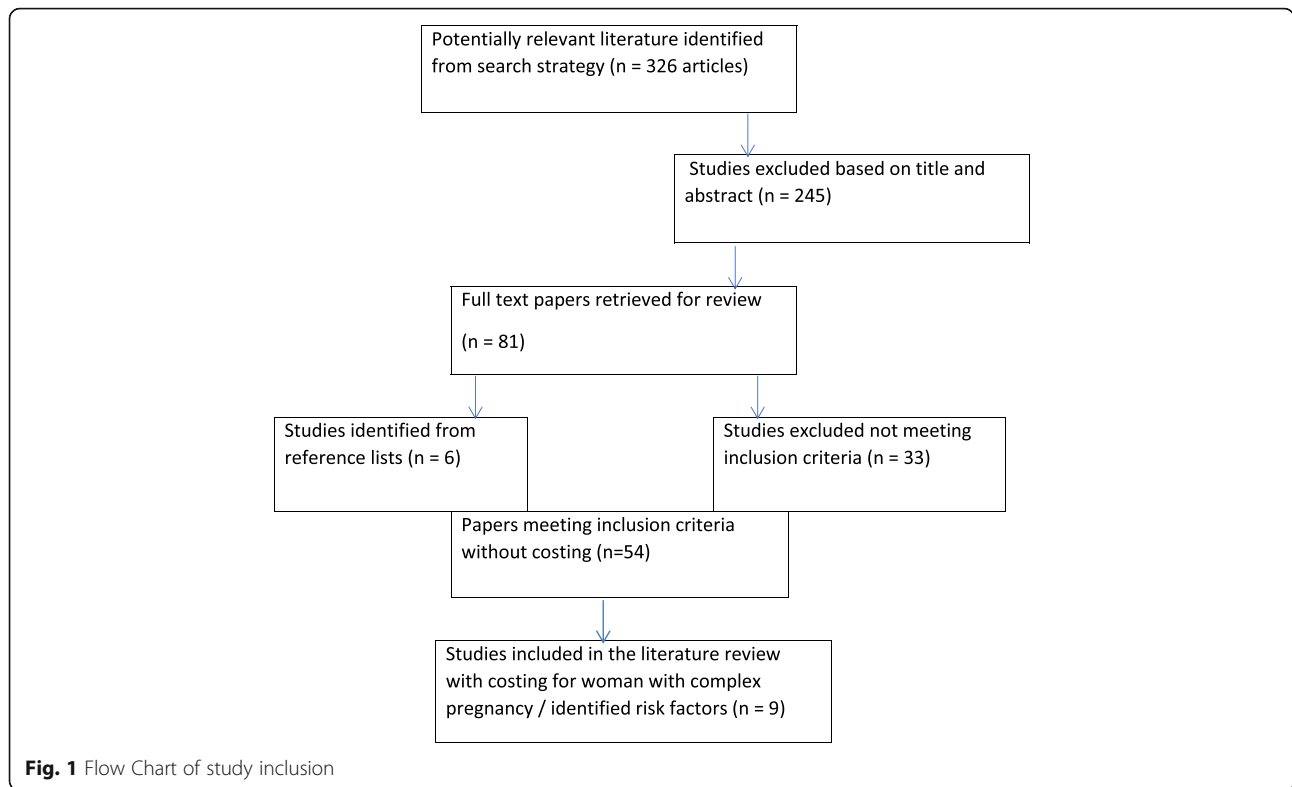 Potentially relevant literature identified
from search strategy (n = 326 articles)
Studies excluded based on title and
abstract (n = 245)
Full text papers retrieved for review
(n = 81)
Studies identified from
reference lists (n = 6)
Studies excluded not meeting
inclusion criteria (n = 33)
Papers meeting inclusion criteria
without costing (n=54)
Studies included in the literature review
with costing for woman with complex
pregnancy / identified risk factors (n = 9)
Fig. 1 Flow Chart of study inclusion